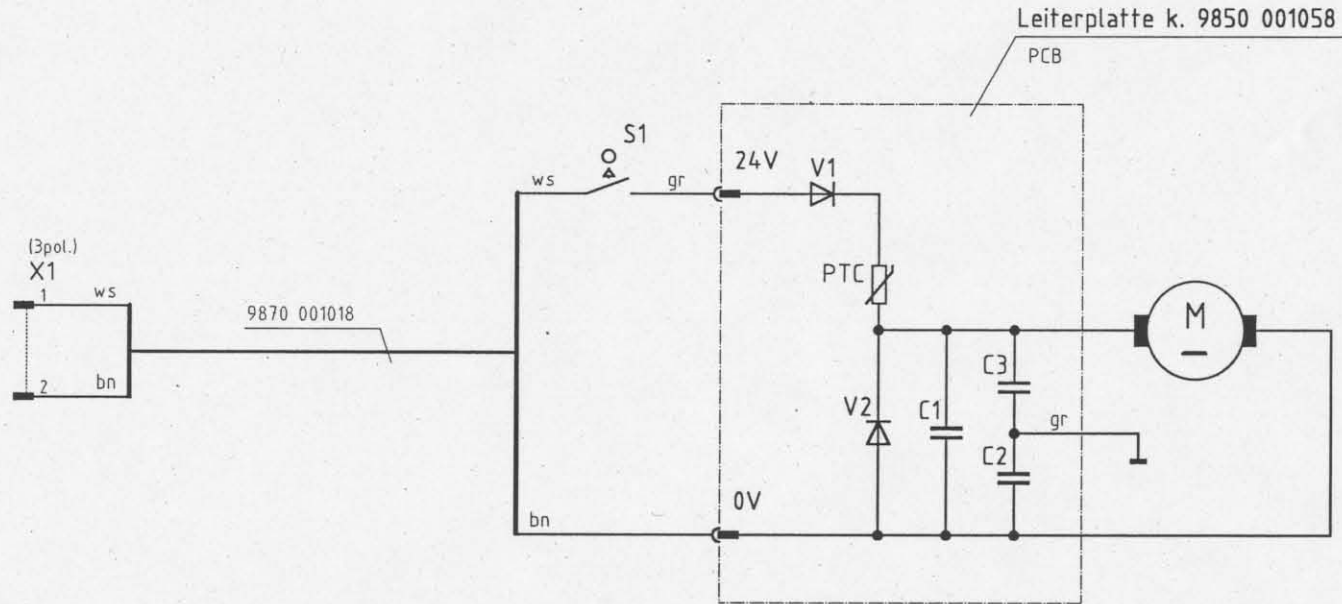 Leiterplatte k. 9850 001058
PCB
S1
24V
V1
ws
gr
(3pol.)
X1
1
ws
PTC
9870 001018
M
C3
2
bn
V2
C1
gr
C2
0V
bn